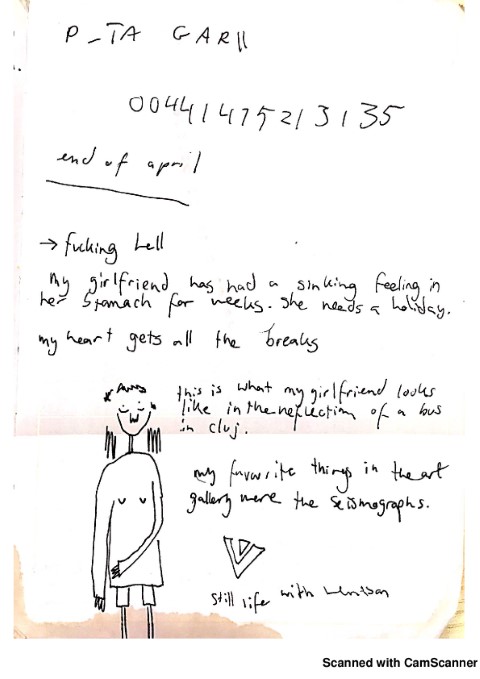 P_TA GARII
00441475213135
end of april
→ fucking hell
My girlfriend has had a sinking feeling in
her stomach for weeks. She needs a holiday.
my heart gets all the breaks
this is what my girlfriend looks
like in the reflection of a bus
in cluj.
my favourite things in the art
gallery were the seismographs.
still life with
Scanned with CamScanner